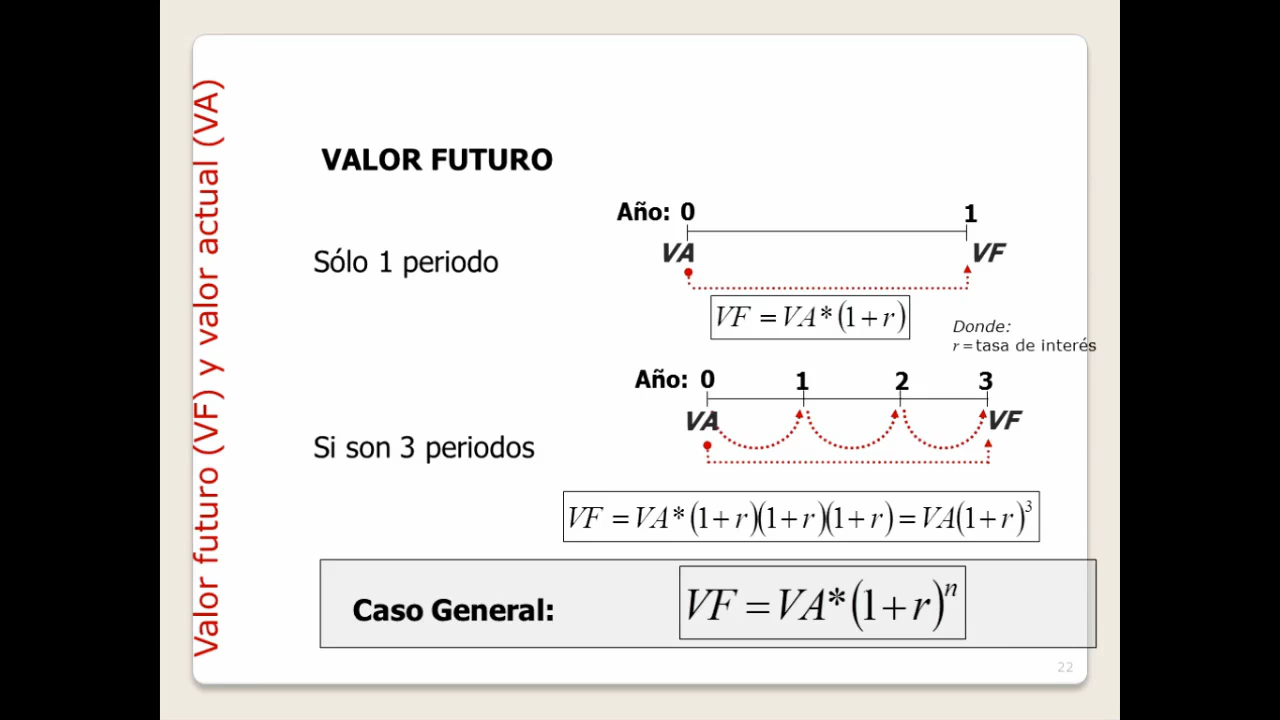 Valor futuro (VF) y valor actual (VA)
VALOR FUTURO
Año: 0 1
Sólo 1 periodo
VA VF
VF = VA * (1 + r)
Donde:
r = tasa de interés
Año: 0 1 2 3
VA VF
Si son 3 periodos
VF = VA * (1 + r)(1 + r)(1 + r) = VA(1 + r)³
Caso General:
VF = VA * (1 + r)ⁿ
22